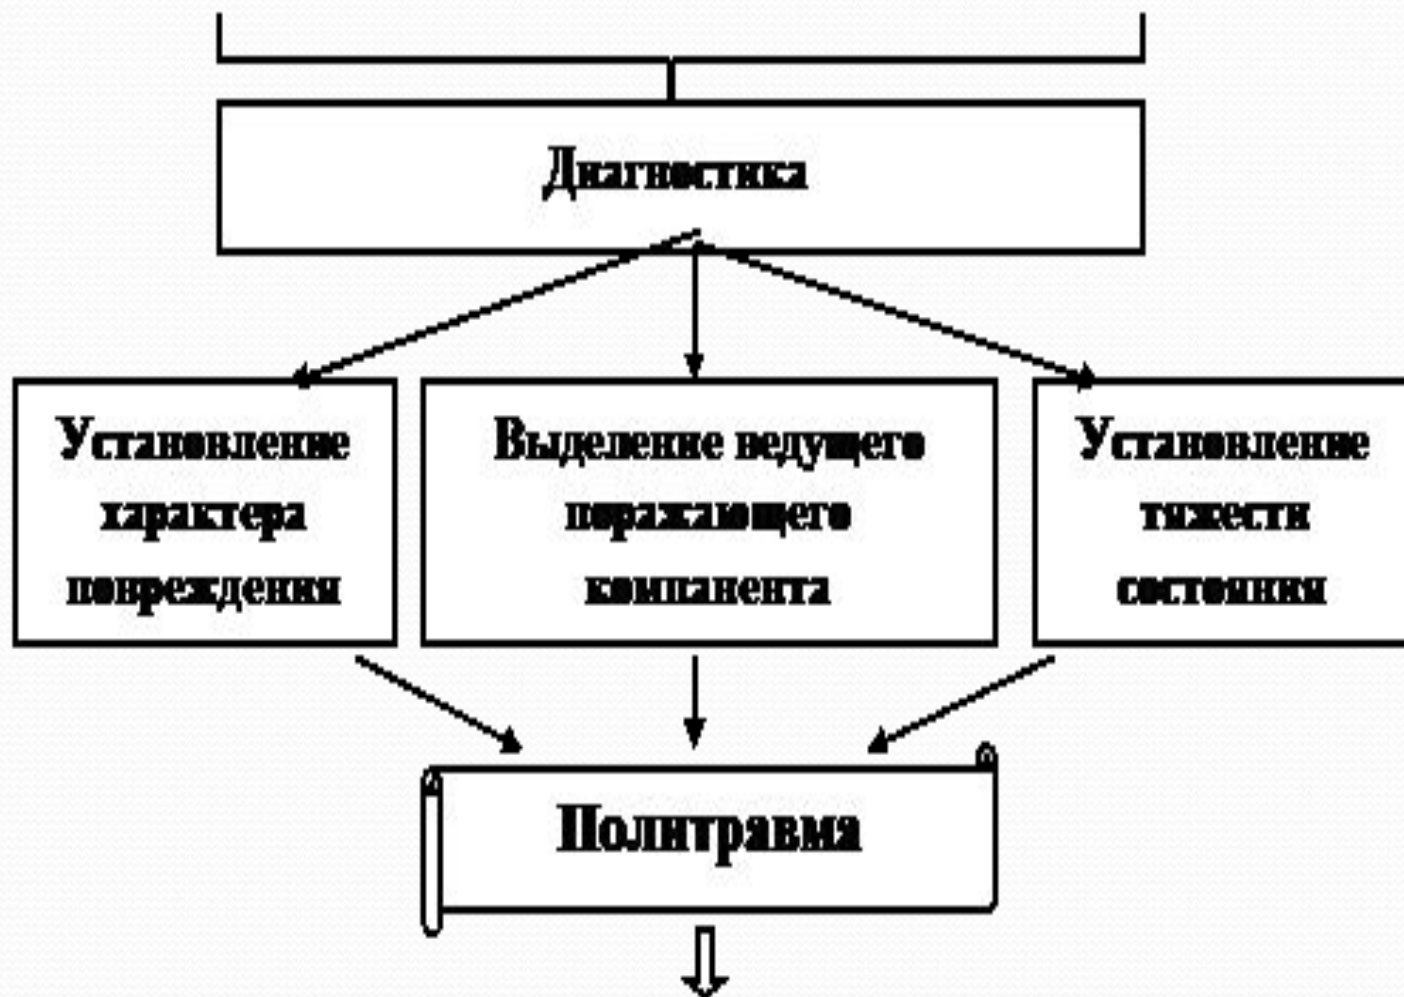 Диагностика
Установление
характера
повреждения
Выделение ведущего
поражающего
компанента
Установление
тяжести
состояния
Политравма